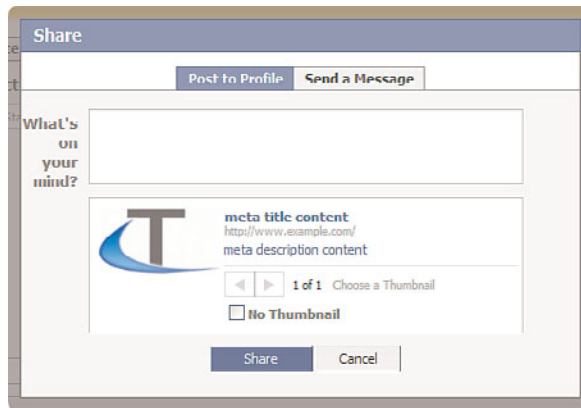 Share
Post to Profile Send a Message
What's
on
your
mind?
T
meta title content
http://www.example.com/
meta description content
1 of 1 Choose a Thumbnail
No Thumbnail
Share Cancel